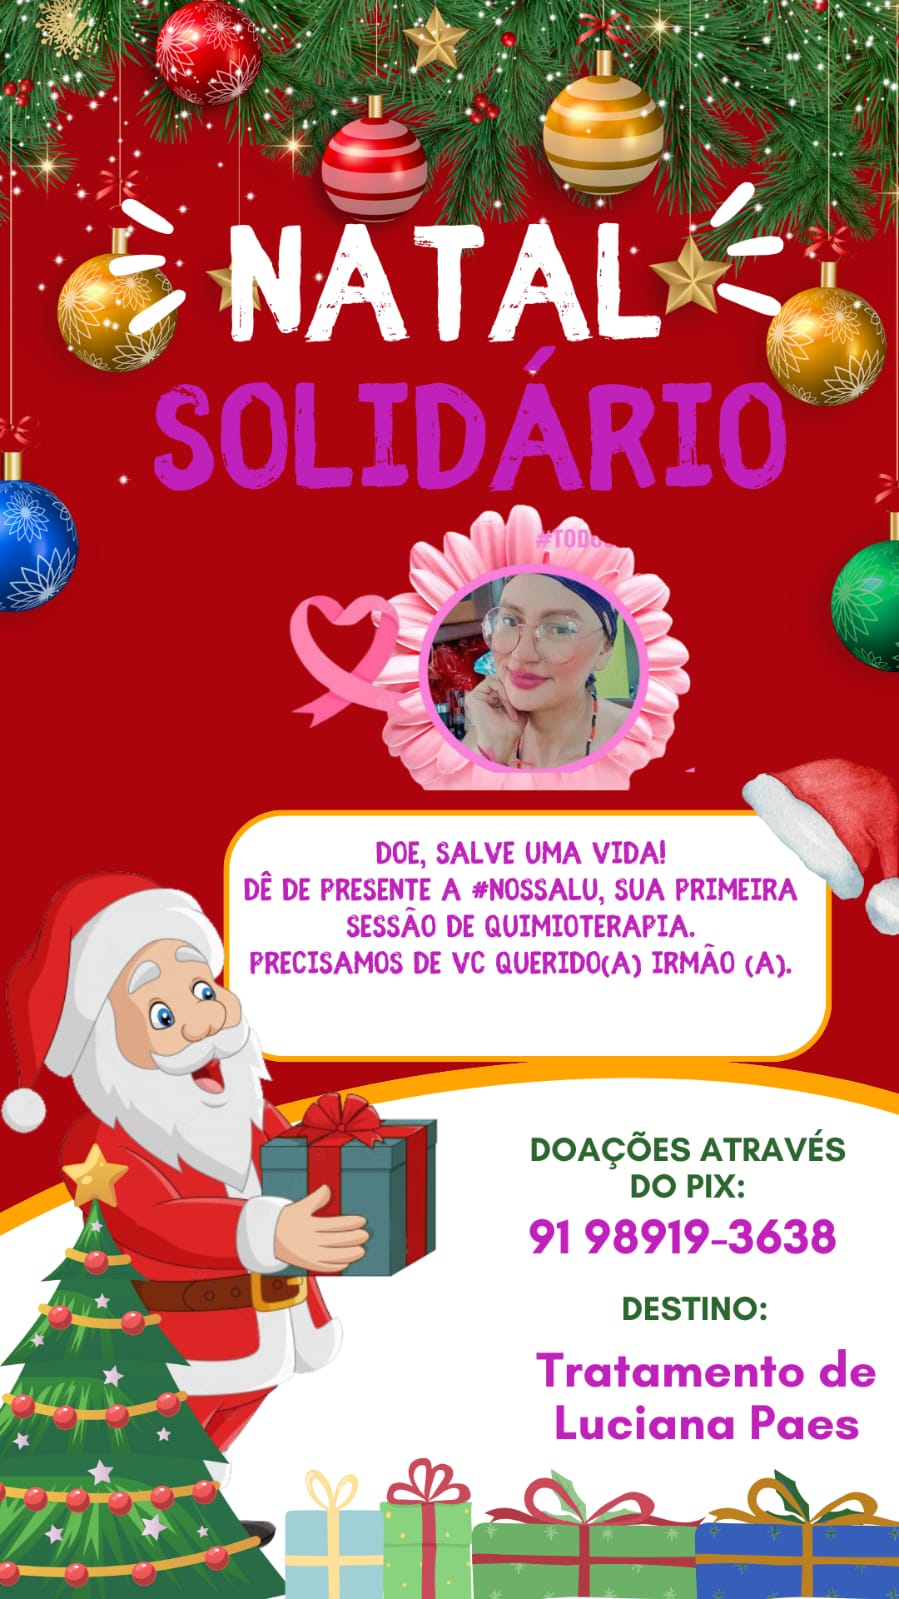 NATAL
SOLIDÁRIO
DOE, SALVE UMA VIDA!
DÊ DE PRESENTE A #NOSSALU, SUA PRIMEIRA
SESSÃO DE QUIMIOTERAPIA.
PRECISAMOS DE VC QUERIDO(A) IRMÃO (A).
DOAÇÕES ATRAVÉS
DO PIX:
91 98919-3638
DESTINO:
Tratamento de
Luciana Paes